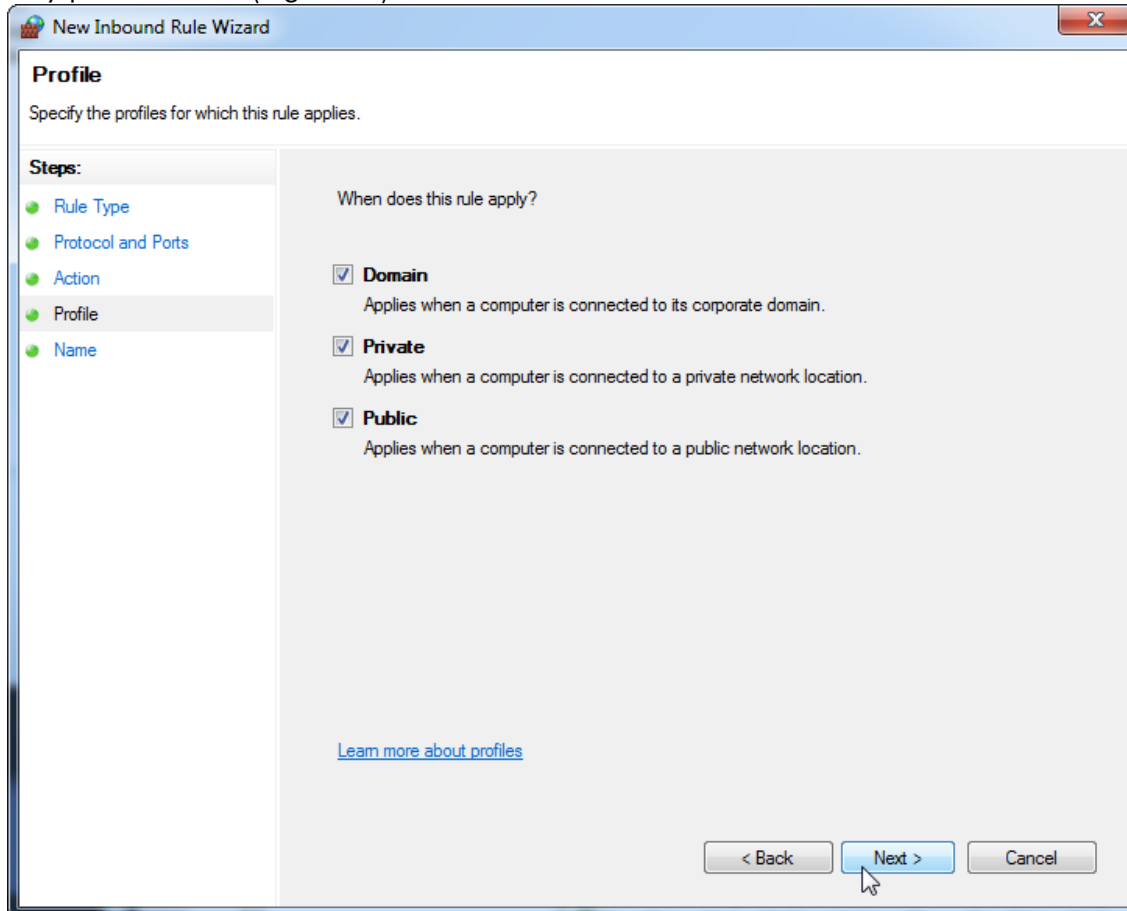 New Inbound Rule Wizard
Profile
Specify the profiles for which this rule applies.
Steps:
Rule Type
Protocol and Ports
Action
Profile
Name
When does this rule apply?
Domain
Applies when a computer is connected to its corporate domain.
Private
Applies when a computer is connected to a private network location.
Public
Applies when a computer is connected to a public network location.
Learn more about profiles
< Back
Next >
Cancel